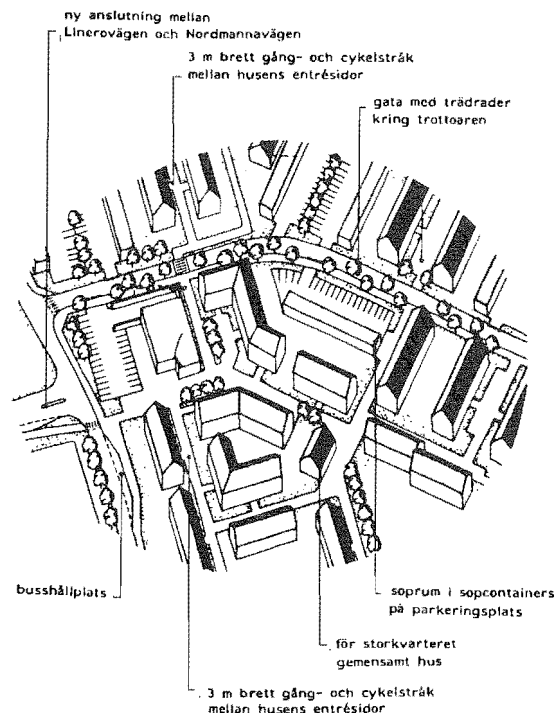 ny anslutning mellan
Linerovägen och Nordmannavägen
3 m brett gång- och cykelstråk
mellan husens entrésidor
gata med trädrader
kring trottoaren
busshållplats
soprum i sopcontainers
på parkeringsplats
för storkvarteret
gemensamt hus
3 m brett gång- och cykelstråk
mellan husens entrésidor